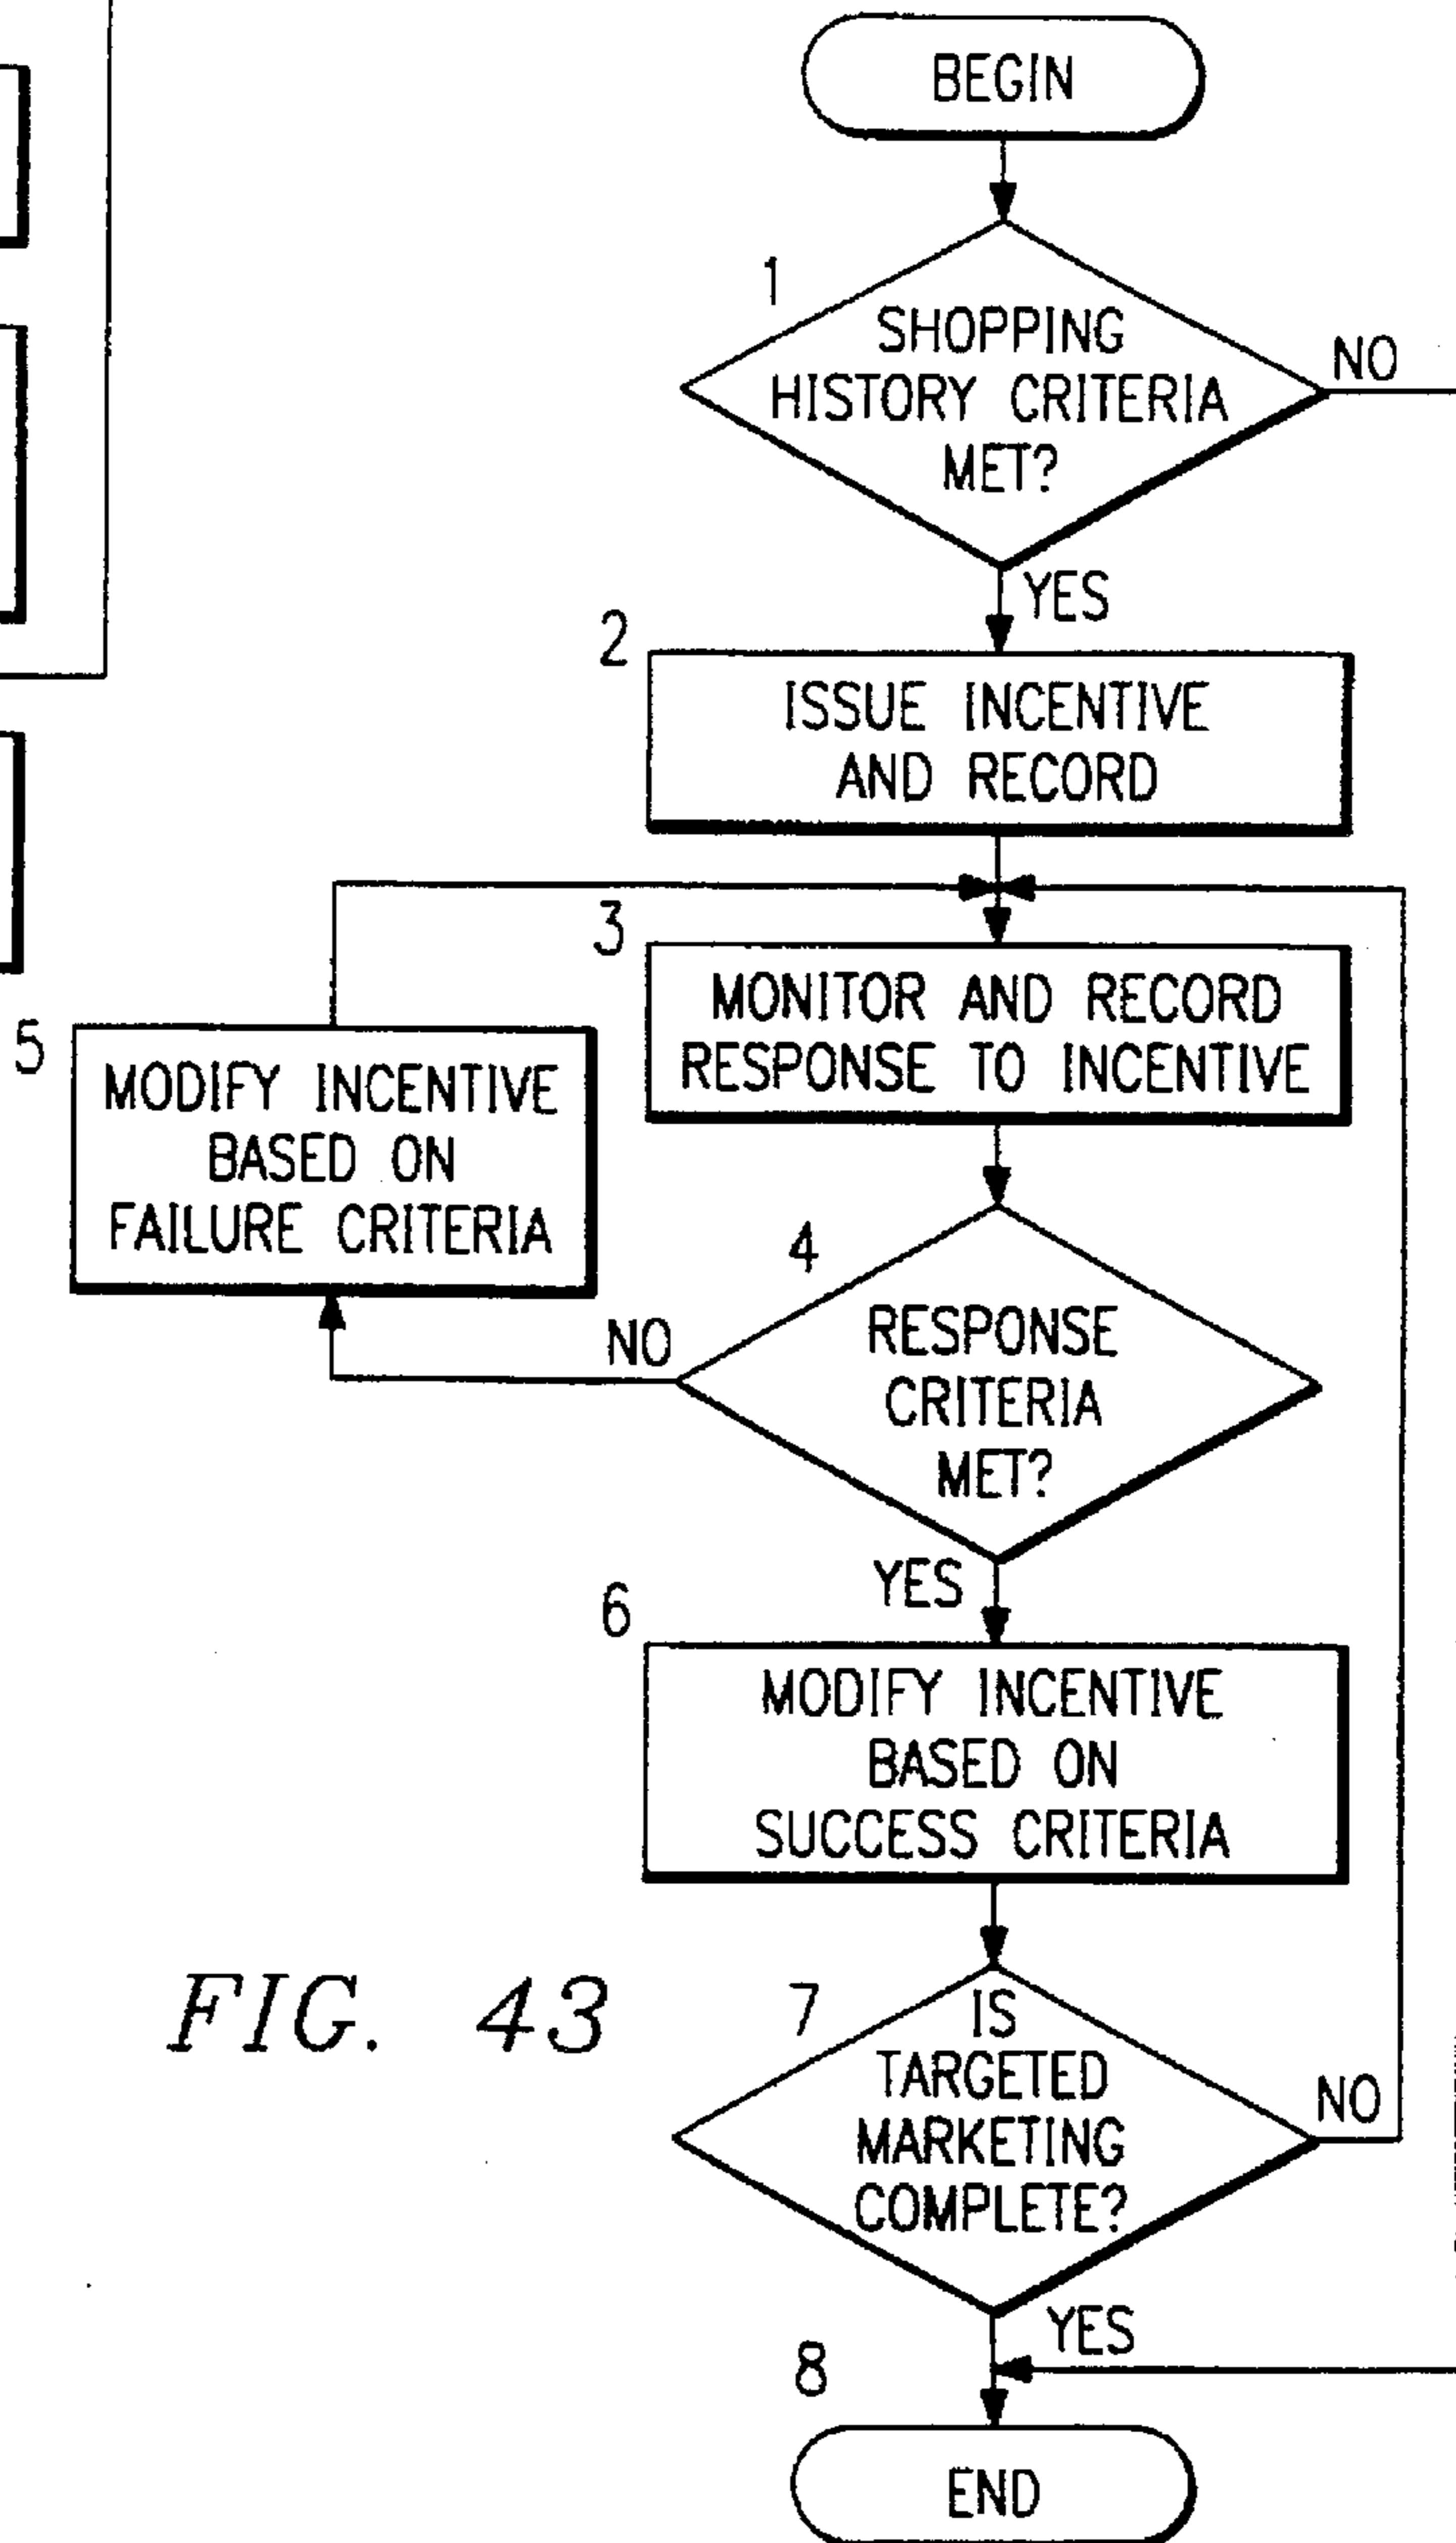 BEGIN
1
SHOPPING
HISTORY CRITERIA
MET?
NO
YES
2
ISSUE INCENTIVE
AND RECORD
3
MONITOR AND RECORD
RESPONSE TO INCENTIVE
5
MODIFY INCENTIVE
BASED ON
FAILURE CRITERIA
4
RESPONSE
CRITERIA
MET?
NO
YES
6
MODIFY INCENTIVE
BASED ON
SUCCESS CRITERIA
FIG. 43
7
IS
TARGETED
MARKETING
COMPLETE?
NO
YES
8
END